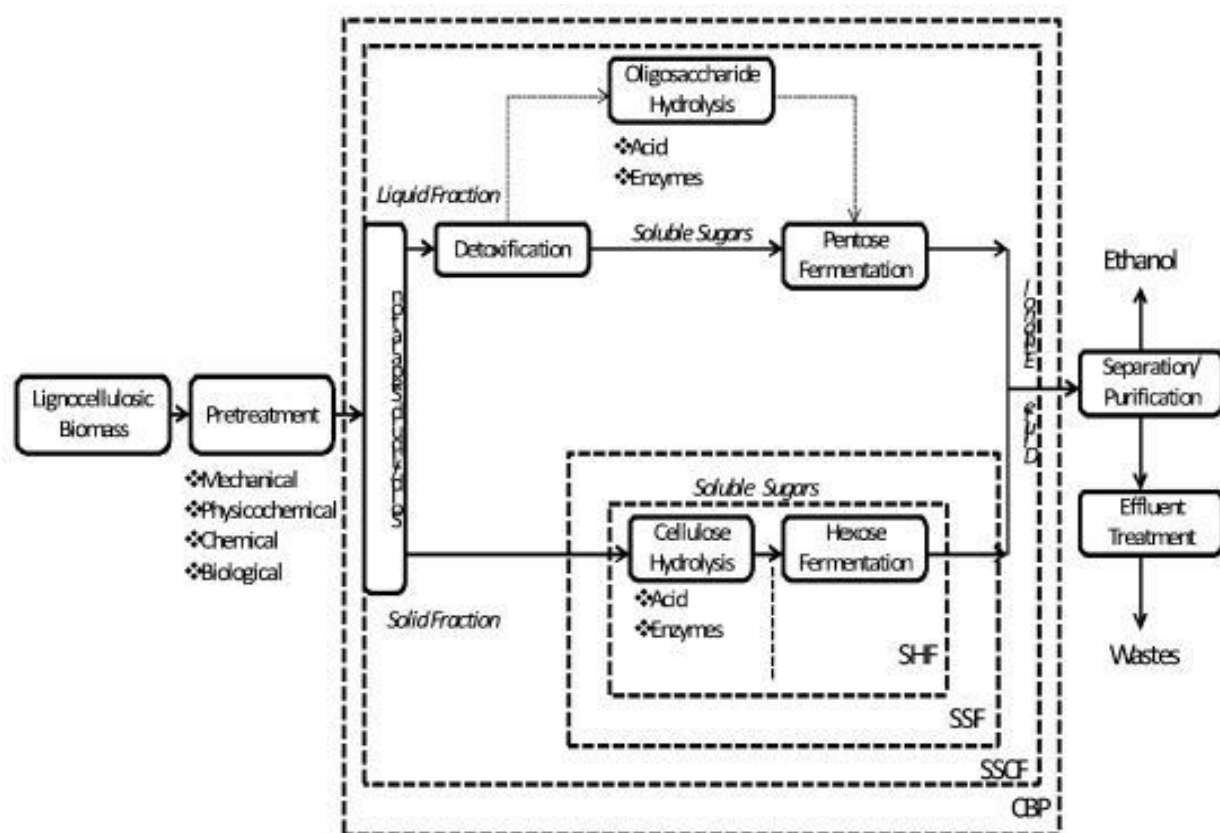 Oligosaccharide
Hydrolysis
❖Acid
❖Enzymes
Liquid Fraction
Detoxification
Soluble Sugars
Pentose
Fermentation
Ethanol
Lignocellulosic
Biomass
Pretreatment
❖Mechanical
❖Physicochemical
❖Chemical
❖Biological
Separation/
Purification
Soluble Sugars
Cellulose
Hydrolysis
❖Acid
❖Enzymes
Hexose
Fermentation
Effluent
Treatment
Solid Fraction
SHF
Wastes
SSF
SSCF
CBP